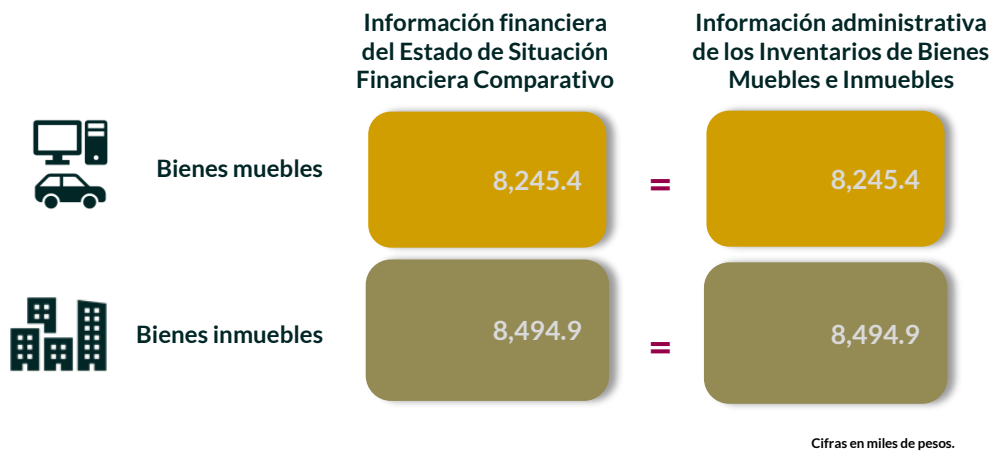 Información financiera
del Estado de Situación
Financiera Comparativo
Información administrativa
de los Inventarios de Bienes
Muebles e Inmuebles
Bienes muebles
8,245.4
=
8,245.4
Bienes inmuebles
8,494.9
=
8,494.9
Cifras en miles de pesos.